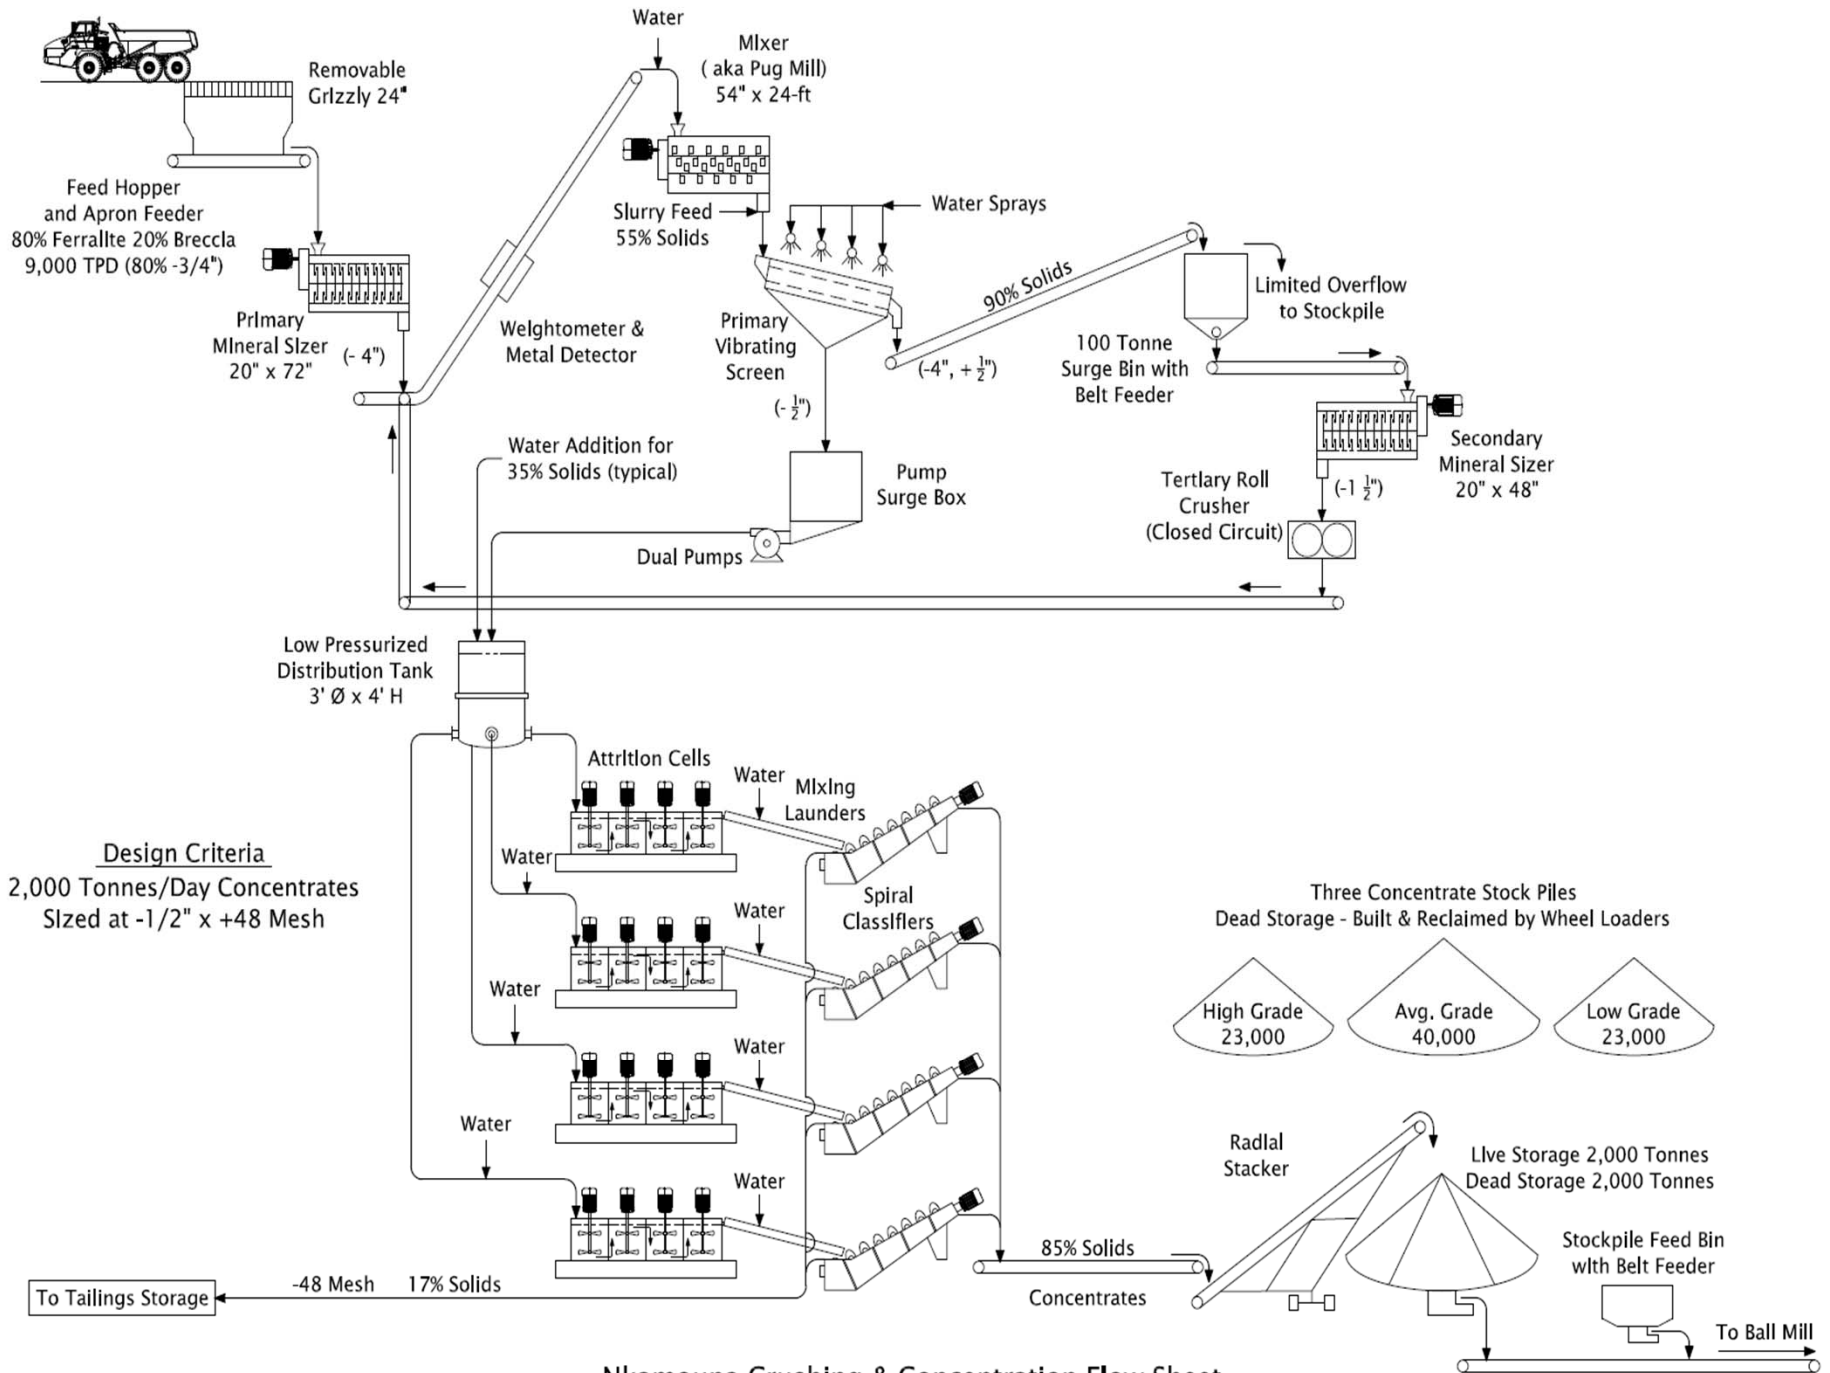 Water
Removable
Grizzly 24"
Mixer
( aka Pug Mill)
54" x 24-ft
Feed Hopper
and Apron Feeder
80% Ferralite 20% Breccia
9,000 TPD (80% -3/4")
Slurry Feed
55% Solids
Water Sprays
90% Solids
Limited Overflow
to Stockpile
Primary
Mineral Sizer
20" x 72"
(- 4")
Weightometer &
Metal Detector
Primary
Vibrating
Screen
(-4", + 1/2")
100 Tonne
Surge Bin with
Belt Feeder
(- 1/2")
Secondary
Mineral Sizer
20" x 48"
Water Addition for
35% Solids (typical)
Pump
Surge Box
Tertiary Roll
Crusher
(Closed Circuit)
(-1 1/2")
Dual Pumps
Low Pressurized
Distribution Tank
3' Ø x 4' H
Attrition Cells
Water
Mixing
Launders
Design Criteria
2,000 Tonnes/Day Concentrates
Sized at -1/2" x +48 Mesh
Water
Spiral
Classifiers
Water
Three Concentrate Stock Piles
Dead Storage - Built & Reclaimed by Wheel Loaders
High Grade
23,000
Avg. Grade
40,000
Low Grade
23,000
Water
Water
Water
Water
Radial
Stacker
Live Storage 2,000 Tonnes
Dead Storage 2,000 Tonnes
Stockpile Feed Bin
with Belt Feeder
85% Solids
Concentrates
To Tailings Storage
-48 Mesh 17% Solids
To Ball Mill
Nkamouna Crushing & Concentration Flow Sheet